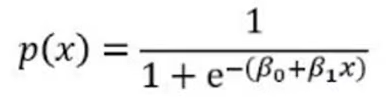 p(x) = 1 / (1 + e^−(β₀+β₁x))